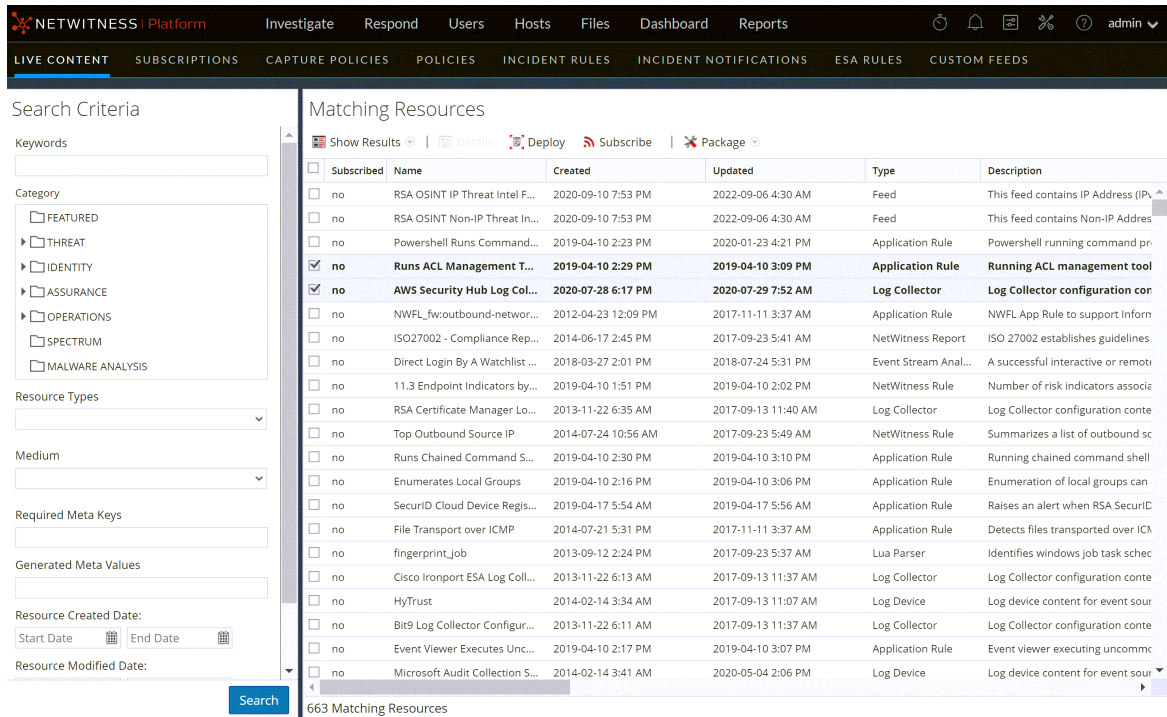 NETWITNESS | Platform Investigate Respond Users Hosts Files Dashboard Reports admin
LIVE CONTENT SUBSCRIPTIONS CAPTURE POLICIES POLICIES INCIDENT RULES INCIDENT NOTIFICATIONS ESA RULES CUSTOM FEEDS
Search Criteria
Keywords
Category
FEATURED
THREAT
IDENTITY
ASSURANCE
OPERATIONS
SPECTRUM
MALWARE ANALYSIS
Resource Types
Medium
Required Meta Keys
Generated Meta Values
Resource Created Date:
Start Date End Date
Resource Modified Date:
Search
Matching Resources
Show Results | Details Deploy Subscribe | Package
Subscribed Name Created Updated Type Description
no RSA OSINT IP Threat Intel F... 2020-09-10 7:53 PM 2022-09-06 4:30 AM Feed This feed contains IP Address (IPv
no RSA OSINT Non-IP Threat In... 2020-09-10 7:53 PM 2022-09-06 4:30 AM Feed This feed contains Non-IP Addres
no Powershell Runs Command... 2019-04-10 2:23 PM 2020-01-23 4:21 PM Application Rule Powershell running command pr
no Runs ACL Management T... 2019-04-10 2:29 PM 2019-04-10 3:09 PM Application Rule Running ACL management tool
no AWS Security Hub Log Col... 2020-07-28 6:17 PM 2020-07-29 7:52 AM Log Collector Log Collector configuration con
no NWFL_fw:outbound-networ... 2012-04-23 12:09 PM 2017-11-11 3:37 AM Application Rule NWFL App Rule to support Inform
no ISO27002 - Compliance Rep... 2014-06-17 2:45 PM 2017-09-23 5:41 AM NetWitness Report ISO 27002 establishes guidelines
no Direct Login By A Watchlist ... 2018-03-27 2:01 PM 2018-07-24 5:31 PM Event Stream Anal... A successful interactive or remote
no 11.3 Endpoint Indicators by... 2019-04-10 1:51 PM 2019-04-10 2:02 PM NetWitness Rule Number of risk indicators associa
no RSA Certificate Manager Lo... 2013-11-22 6:35 AM 2017-09-13 11:40 AM Log Collector Log Collector configuration conte
no Top Outbound Source IP 2014-07-24 10:56 AM 2017-09-23 5:49 AM NetWitness Rule Summarizes a list of outbound so
no Runs Chained Command S... 2019-04-10 2:30 PM 2019-04-10 3:10 PM Application Rule Running chained command shell
no Enumerates Local Groups 2019-04-10 2:16 PM 2019-04-10 3:06 PM Application Rule Enumeration of local groups can
no SecurID Cloud Device Regis... 2019-04-17 5:54 AM 2019-04-17 5:56 AM Application Rule Raises an alert when RSA SecurID
no File Transport over ICMP 2014-07-21 5:31 PM 2017-11-11 3:37 AM Application Rule Detects files transported over ICM
no fingerprint_job 2013-09-12 2:24 PM 2017-09-23 5:37 AM Lua Parser Identifies windows job task sched
no Cisco Ironport ESA Log Coll... 2013-11-22 6:13 AM 2017-09-13 11:37 AM Log Collector Log Collector configuration conte
no HyTrust 2014-02-14 3:34 AM 2017-09-13 11:07 AM Log Device Log device content for event sour
no Bit9 Log Collector Configur... 2013-11-22 6:11 AM 2017-09-13 11:37 AM Log Collector Log Collector configuration conte
no Event Viewer Executes Unc... 2019-04-10 2:17 PM 2019-04-10 3:07 PM Application Rule Event viewer executing uncommo
no Microsoft Audit Collection S... 2014-02-14 3:41 AM 2020-05-04 2:06 PM Log Device Log device content for event sour
663 Matching Resources